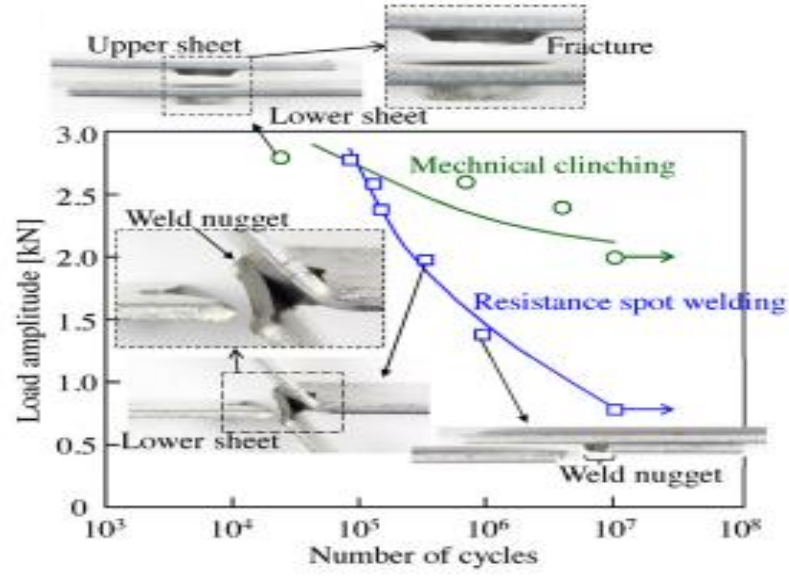 Upper sheet
Fracture
Lower sheet
3.0
Mechnical clinching
2.5
Weld nugget
2.0
Resistance spot welding
1.5
1.0
Lower sheet
0.5
Weld nugget
0
10³ 10⁴ 10⁵ 10⁶ 10⁷ 10⁸
Number of cycles
Load amplitude [kN]